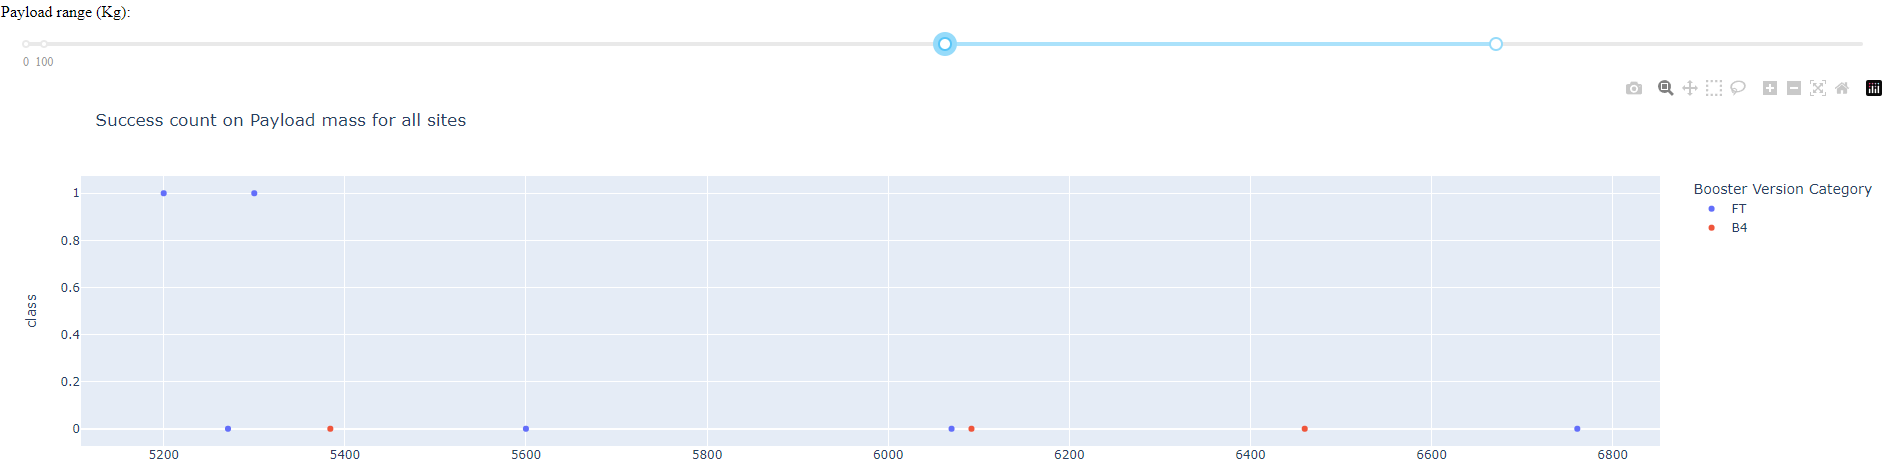 Payload range (Kg):
0 100
Success count on Payload mass for all sites
1
0.8
0.6
0.4
0.2
0
class
5200 5400 5600 5800 6000 6200 6400 6600 6800
Booster Version Category
FT
B4